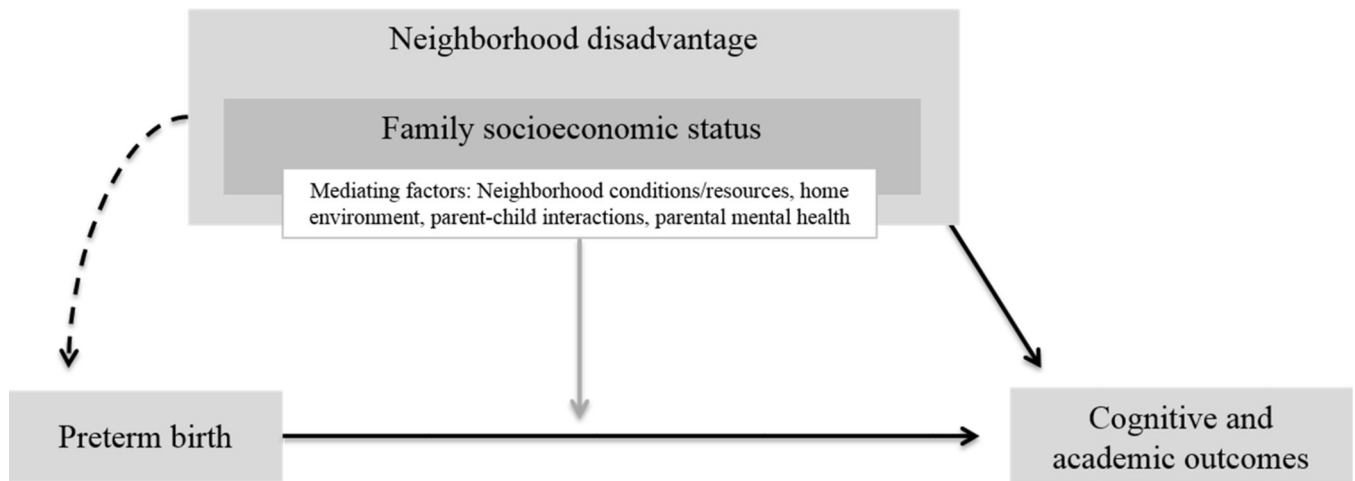 Neighborhood disadvantage
Family socioeconomic status
Mediating factors: Neighborhood conditions/resources, home
environment, parent-child interactions, parental mental health
Preterm birth
Cognitive and
academic outcomes